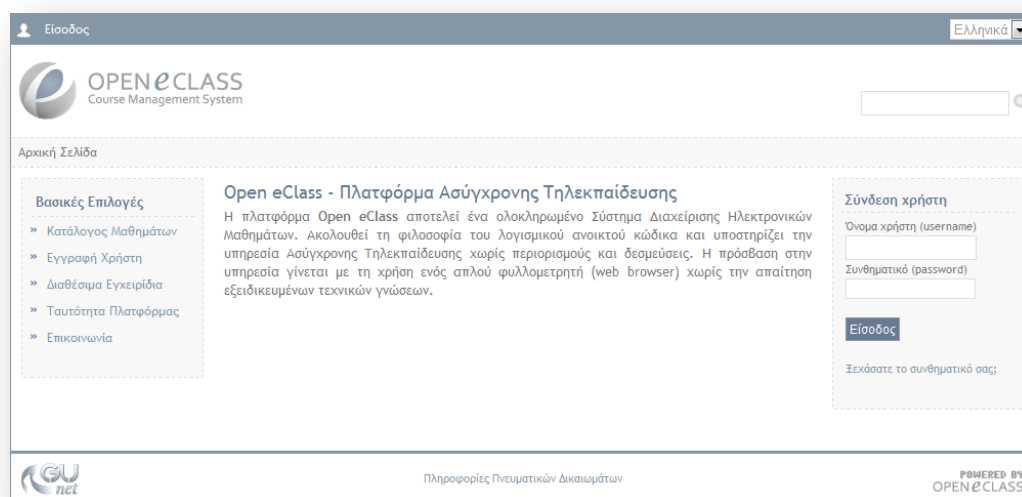 Είσοδος
Ελληνικά
OPEN eCLASS
Course Management System
Αρχική Σελίδα
Βασικές Επιλογές
» Κατάλογος Μαθημάτων
» Εγγραφή Χρήστη
» Διαθέσιμα Εγχειρίδια
» Ταυτότητα Πλατφόρμας
» Επικοινωνία
Open eClass - Πλατφόρμα Ασύγχρονης Τηλεκπαίδευσης
Η πλατφόρμα Open eClass αποτελεί ένα ολοκληρωμένο Σύστημα Διαχείρισης Ηλεκτρονικών
Μαθημάτων. Ακολουθεί τη φιλοσοφία του λογισμικού ανοικτού κώδικα και υποστηρίζει την
υπηρεσία Ασύγχρονης Τηλεκπαίδευσης χωρίς περιορισμούς και δεσμεύσεις. Η πρόσβαση στην
υπηρεσία γίνεται με τη χρήση ενός απλού φυλλομετρητή (web browser) χωρίς την απαίτηση
εξειδικευμένων τεχνικών γνώσεων.
Σύνδεση χρήστη
Όνομα χρήστη (username)
Συνθηματικό (password)
Είσοδος
Ξεχάσατε το συνθηματικό σας;
GU
net
Πληροφορίες Πνευματικών Δικαιωμάτων
POWERED BY
OPEN eCLASS